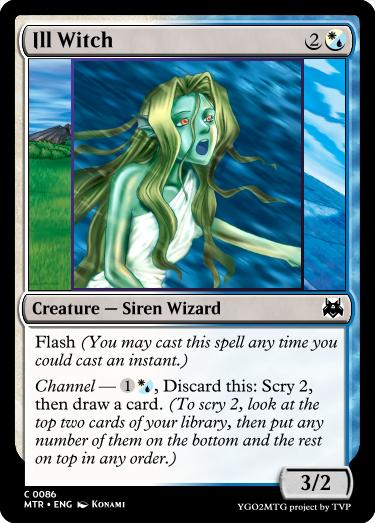 Ill Witch 2
Creature — Siren Wizard
Flash (You may cast this spell any time you
could cast an instant.)
Channel — 1 , Discard this: Scry 2,
then draw a card. (To scry 2, look at the
top two cards of your library, then put any
number of them on the bottom and the rest
on top in any order.)
3/2
C 0086
MTR • ENG Konami
YGO2MTG project by TVP